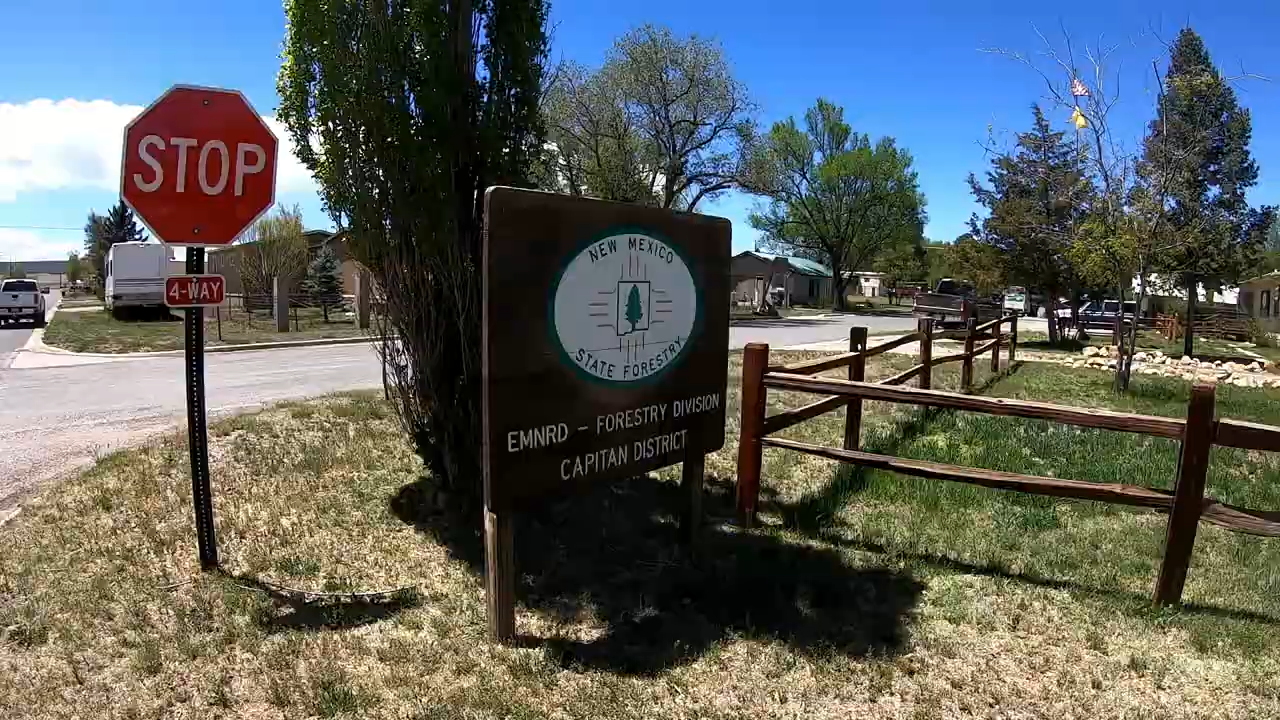 STOP
4-WAY
NEW MEXICO
STATE FORESTRY
EMNRD - FORESTRY DIVISION
CAPITAN DISTRICT